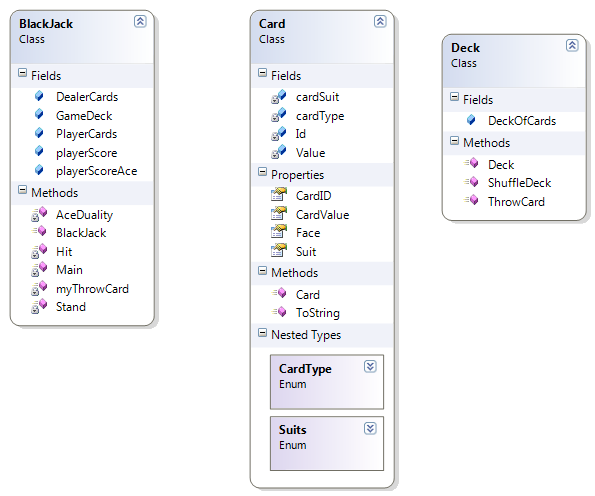 BlackJack
Class
Fields
DealerCards
GameDeck
PlayerCards
playerScore
playerScoreAce
Methods
AceDuality
BlackJack
Hit
Main
myThrowCard
Stand
Card
Class
Fields
cardSuit
cardType
Id
Value
Properties
CardID
CardValue
Face
Suit
Methods
Card
ToString
Nested Types
CardType
Enum
Suits
Enum
Deck
Class
Fields
DeckOfCards
Methods
Deck
ShuffleDeck
ThrowCard